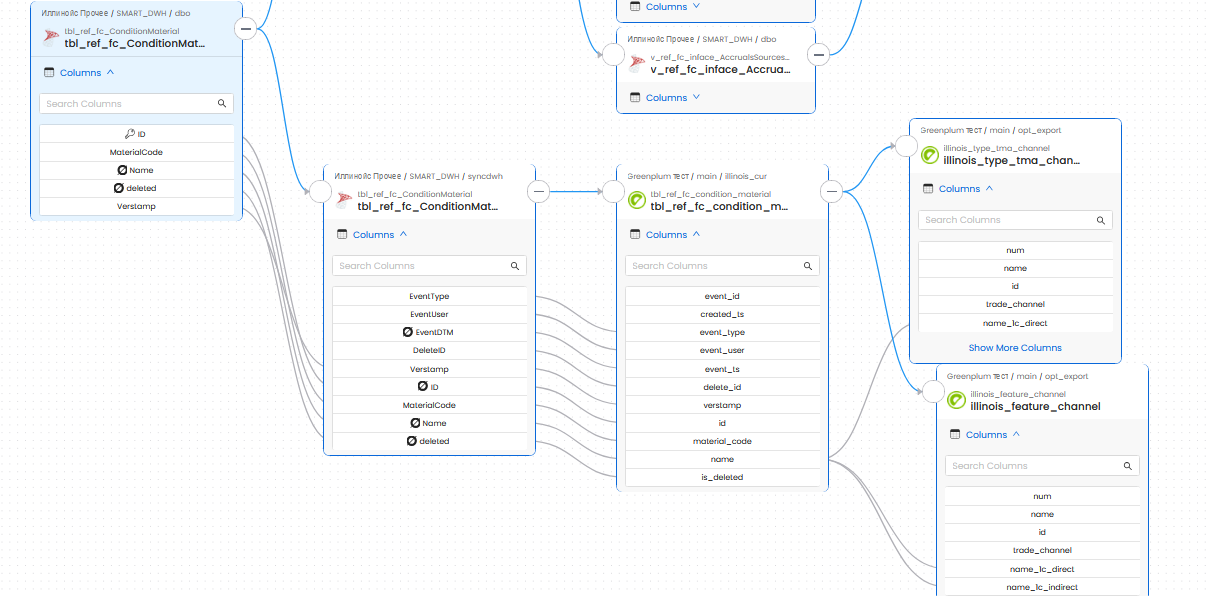 Иллинойс Прочее / SMART_DWH / dbo
tbl_ref_fc_ConditionMaterial
tbl_ref_fc_ConditionMat...
Columns
Search Columns
ID
MaterialCode
Name
deleted
Verstamp
Columns
Иллинойс Прочее / SMART_DWH / dbo
v_ref_fc_inface_AccrualsSources...
v_ref_fc_inface_Accrua...
Columns
Иллинойс Прочее / SMART_DWH / syncdwh
tbl_ref_fc_ConditionMaterial
tbl_ref_fc_ConditionMat...
Columns
Search Columns
EventType
EventUser
EventDTM
DeleteID
Verstamp
ID
MaterialCode
Name
deleted
Greenplum тест / main / illinois_cur
tbl_ref_fc_condition_material
tbl_ref_fc_condition_m...
Columns
Search Columns
event_id
created_ts
event_type
event_user
event_ts
delete_id
verstamp
id
material_code
name
is_deleted
Greenplum тест / main / opt_export
illinois_type_tma_channel
illinois_type_tma_chan...
Columns
Search Columns
num
name
id
trade_channel
name_1c_direct
Show More Columns
Greenplum тест / main / opt_export
illinois_feature_channel
illinois_feature_channel
Columns
Search Columns
num
name
id
trade_channel
name_1c_direct
name_1c_indirect